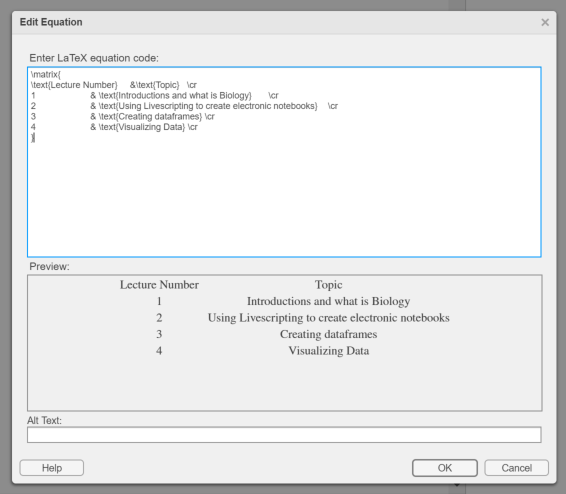 Edit Equation
Enter LaTeX equation code:
\matrix{
\text{Lecture Number} &\text{Topic} \cr
1 & \text{Introductions and what is Biology} \cr
2 & \text{Using Livescripting to create electronic notebooks} \cr
3 & \text{Creating dataframes} \cr
4 & \text{Visualizing Data} \cr
}
Preview:
Lecture Number Topic
1 Introductions and what is Biology
2 Using Livescripting to create electronic notebooks
3 Creating dataframes
4 Visualizing Data
Alt Text:
Help OK Cancel